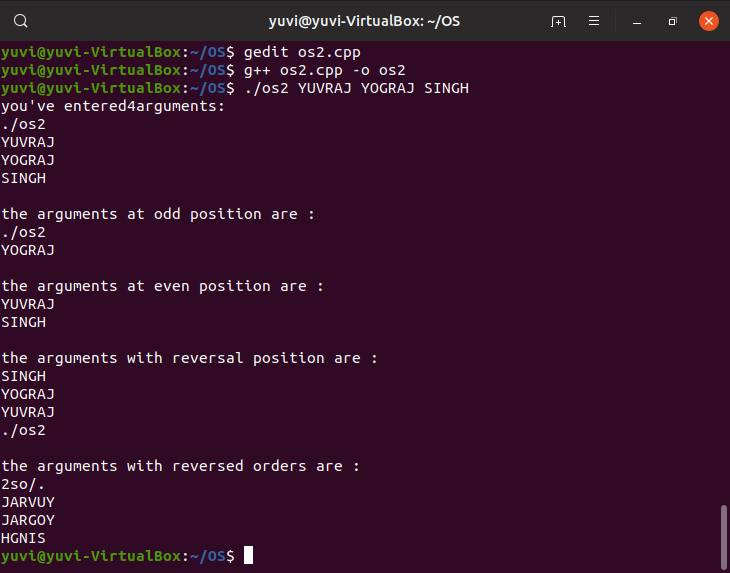 yuvi@yuvi-VirtualBox: ~/OS
yuvi@yuvi-VirtualBox:~/OS$ gedit os2.cpp
yuvi@yuvi-VirtualBox:~/OS$ g++ os2.cpp -o os2
yuvi@yuvi-VirtualBox:~/OS$ ./os2 YUVRAJ YOGRAJ SINGH
you've entered4arguments:
./os2
YUVRAJ
YOGRAJ
SINGH
the arguments at odd position are :
./os2
YOGRAJ
the arguments at even position are :
YUVRAJ
SINGH
the arguments with reversal position are :
SINGH
YOGRAJ
YUVRAJ
./os2
the arguments with reversed orders are :
2so/.
JARVUY
JARGOY
HGNIS
yuvi@yuvi-VirtualBox:~/OS$